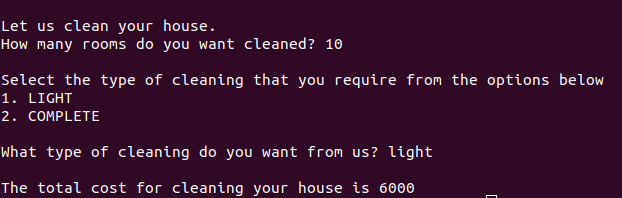 Let us clean your house.
How many rooms do you want cleaned? 10
Select the type of cleaning that you require from the options below
1. LIGHT
2. COMPLETE
What type of cleaning do you want from us? light
The total cost for cleaning your house is 6000